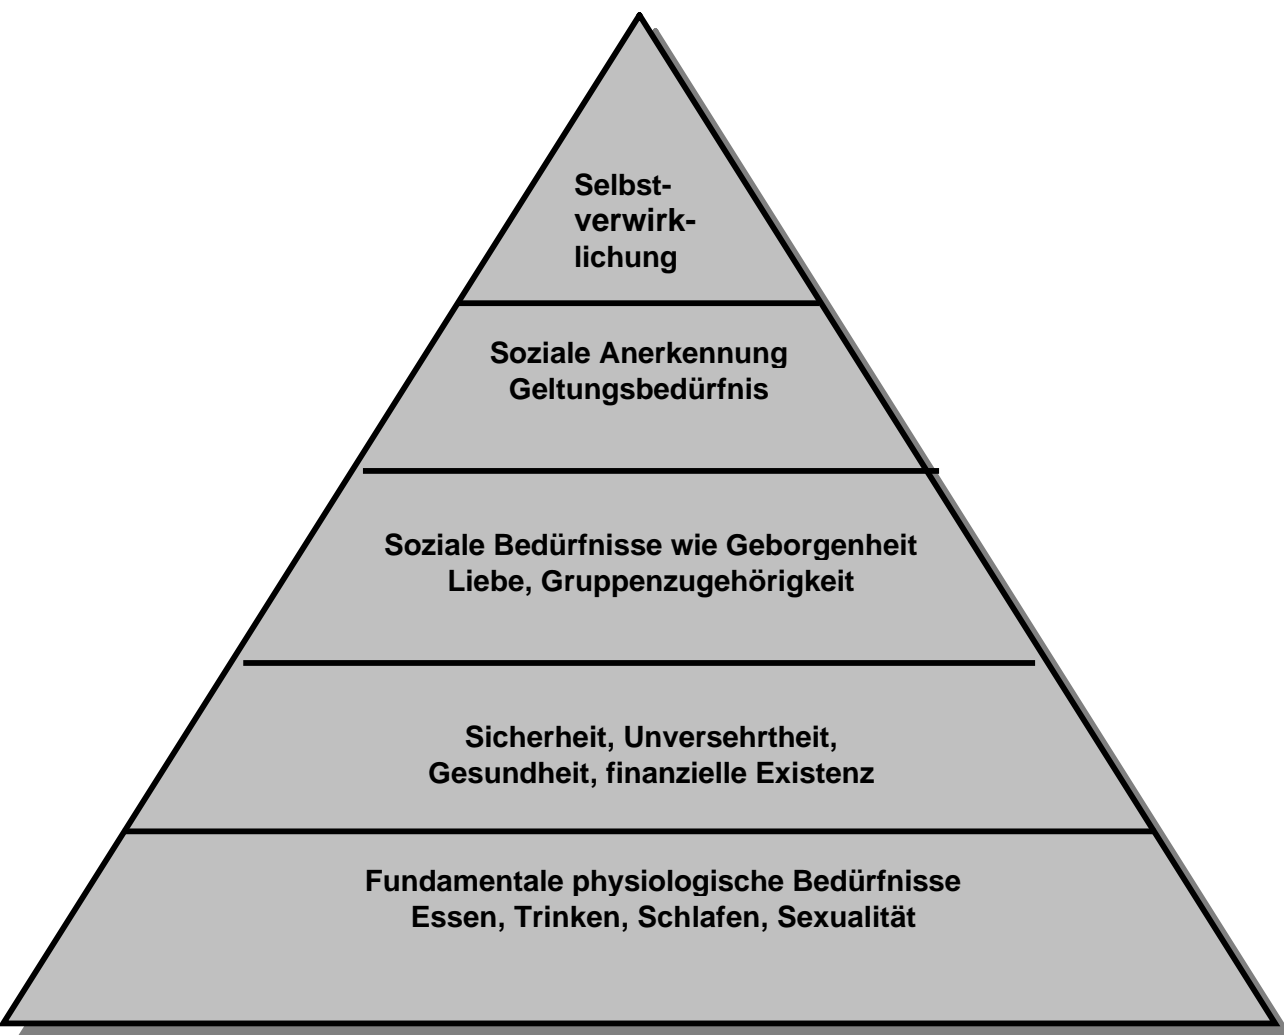 Selbst-
verwirk-
lichung
Soziale Anerkennung
Geltungsbedürfnis
Soziale Bedürfnisse wie Geborgenheit
Liebe, Gruppenzugehörigkeit
Sicherheit, Unversehrtheit,
Gesundheit, finanzielle Existenz
Fundamentale physiologische Bedürfnisse
Essen, Trinken, Schlafen, Sexualität